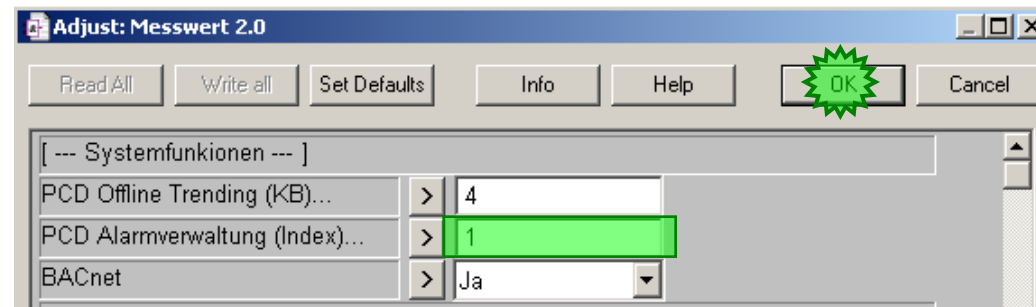 Adjust: Messwert 2.0
Read All Write all Set Defaults Info Help OK Cancel
[ --- Systemfunkionen --- ]
PCD Offline Trending (KB)... > 4
PCD Alarmverwaltung (Index)... > 1
BACnet > Ja